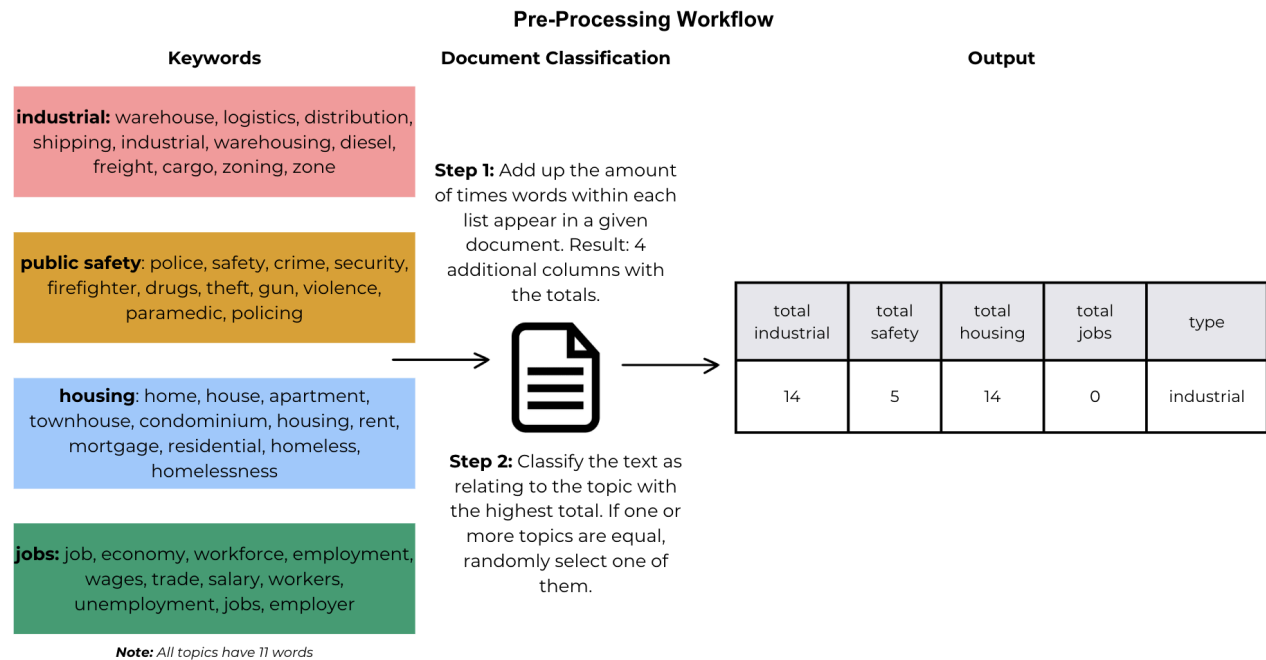 Pre-Processing Workflow
Keywords
industrial: warehouse, logistics, distribution,
shipping, industrial, warehousing, diesel,
freight, cargo, zoning, zone
public safety: police, safety, crime, security,
firefighter, drugs, theft, gun, violence,
paramedic, policing
housing: home, house, apartment,
townhouse, condominium, housing, rent,
mortgage, residential, homeless,
homelessness
jobs: job, economy, workforce, employment,
wages, trade, salary, workers,
unemployment, jobs, employer
Note: All topics have 11 words
Document Classification
Step 1: Add up the amount
of times words within each
list appear in a given
document. Result: 4
additional columns with
the totals.
Step 2: Classify the text as
relating to the topic with
the highest total. If one or
more topics are equal,
randomly select one of
them.
Output
total industrial
total safety
total housing
total jobs
type
14
5
14
0
industrial